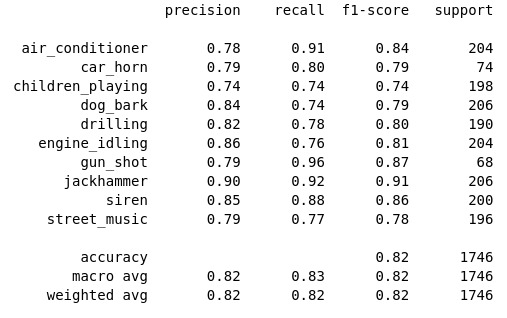 precision recall f1-score support
air_conditioner 0.78 0.91 0.84 204
car_horn 0.79 0.80 0.79 74
children_playing 0.74 0.74 0.74 198
dog_bark 0.84 0.74 0.79 206
drilling 0.82 0.78 0.80 190
engine_idling 0.86 0.76 0.81 204
gun_shot 0.79 0.96 0.87 68
jackhammer 0.90 0.92 0.91 206
siren 0.85 0.88 0.86 200
street_music 0.79 0.77 0.78 196
accuracy 0.82 1746
macro avg 0.82 0.83 0.82 1746
weighted avg 0.82 0.82 0.82 1746